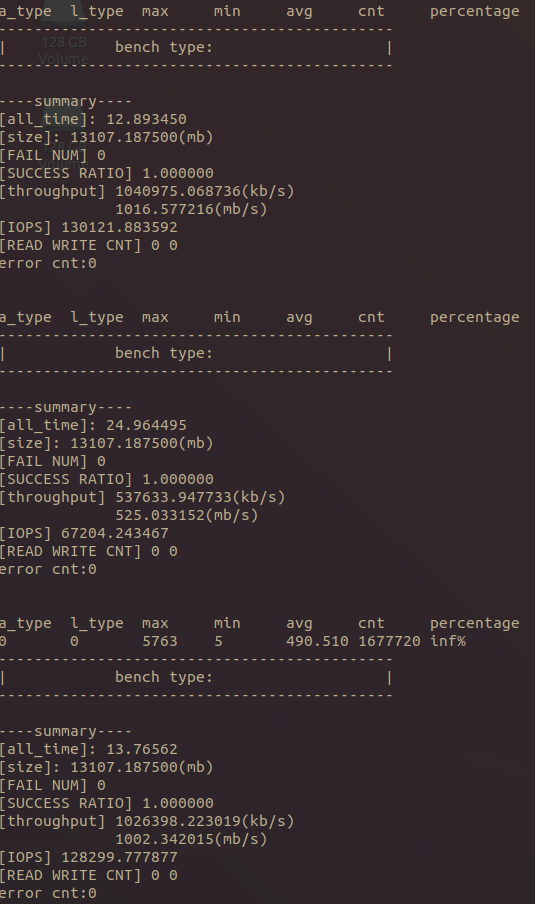 a_type l_type max min avg cnt percentage
--------------------------------------------
| bench type: |
--------------------------------------------
128 GB
Volume
----summary----
[all_time]: 12.893450
[size]: 13107.187500(mb)
[FAIL NUM] 0
[SUCCESS RATIO] 1.000000
[throughput] 1040975.068736(kb/s)
1016.577216(mb/s)
[IOPS] 130121.883592
[READ WRITE CNT] 0 0
error cnt:0
a_type l_type max min avg cnt percentage
--------------------------------------------
| bench type: |
--------------------------------------------
----summary----
[all_time]: 24.964495
[size]: 13107.187500(mb)
[FAIL NUM] 0
[SUCCESS RATIO] 1.000000
[throughput] 537633.947733(kb/s)
525.033152(mb/s)
[IOPS] 67204.243467
[READ WRITE CNT] 0 0
error cnt:0
a_type l_type max min avg cnt percentage
0 0 5763 5 490.510 1677720 inf%
--------------------------------------------
| bench type: |
--------------------------------------------
----summary----
[all_time]: 13.76562
[size]: 13107.187500(mb)
[FAIL NUM] 0
[SUCCESS RATIO] 1.000000
[throughput] 1026398.223019(kb/s)
1002.342015(mb/s)
[IOPS] 128299.777877
[READ WRITE CNT] 0 0
error cnt:0